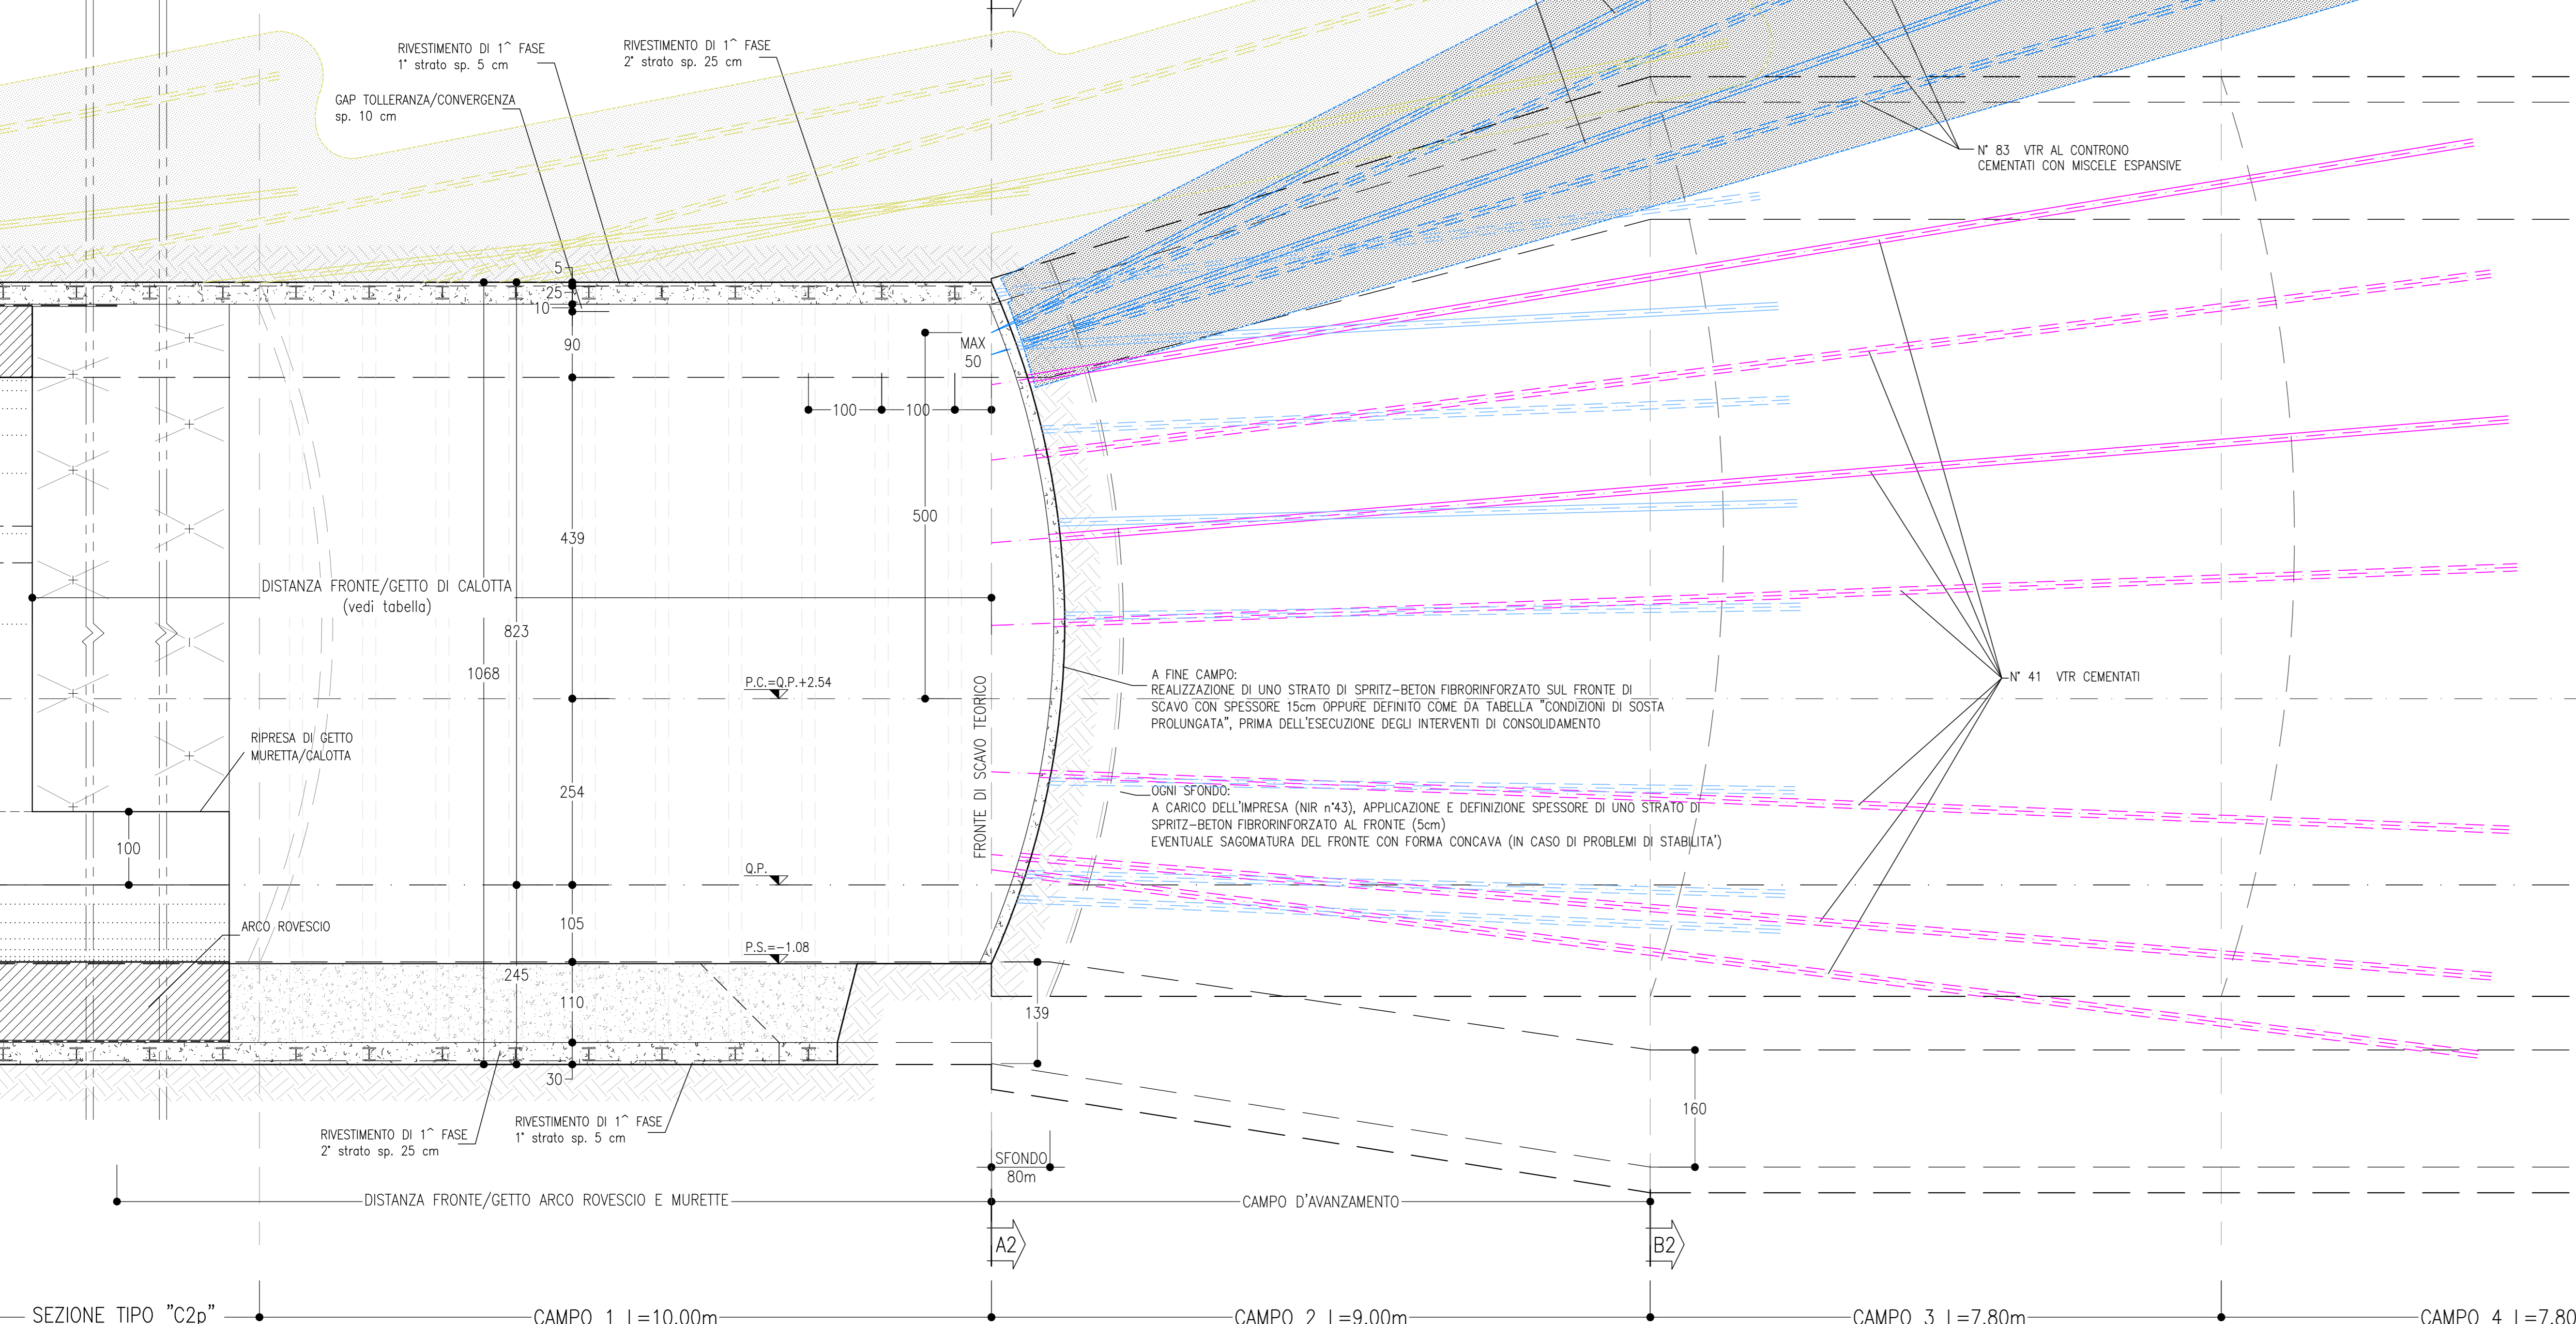 RIVESTIMENTO DI 1^ FASE
1° strato sp. 5 cm
RIVESTIMENTO DI 1^ FASE
2° strato sp. 25 cm
GAP TOLLERANZA/CONVERGENZA
sp. 10 cm
N° 83 VTR AL CONTRONO
CEMENTATI CON MISCELE ESPANSIVE
5
25
10
90
MAX
50
100
100
439
500
DISTANZA FRONTE/GETTO DI CALOTTA
(vedi tabella)
823
1068
P.C.=Q.P.+2.54
FRONTE DI SCAVO TEORICO
A FINE CAMPO:
REALIZZAZIONE DI UNO STRATO DI SPRITZ-BETON FIBRORINFORZATO SUL FRONTE DI
SCAVO CON SPESSORE 15cm OPPURE DEFINITO COME DA TABELLA "CONDIZIONI DI SOSTA
PROLUNGATA", PRIMA DELL'ESECUZIONE DEGLI INTERVENTI DI CONSOLIDAMENTO
N° 41 VTR CEMENTATI
RIPRESA DI GETTO
MURETTA/CALOTTA
254
OGNI SFONDO:
A CARICO DELL'IMPRESA (NIR n°43), APPLICAZIONE E DEFINIZIONE SPESSORE DI UNO STRATO DI
SPRITZ-BETON FIBRORINFORZATO AL FRONTE (5cm)
EVENTUALE SAGOMATURA DEL FRONTE CON FORMA CONCAVA (IN CASO DI PROBLEMI DI STABILITA')
100
Q.P.
ARCO ROVESCIO
105
P.S.=-1.08
245
110
139
30
160
RIVESTIMENTO DI 1^ FASE
2° strato sp. 25 cm
RIVESTIMENTO DI 1^ FASE
1° strato sp. 5 cm
SFONDO
80m
DISTANZA FRONTE/GETTO ARCO ROVESCIO E MURETTE
CAMPO D'AVANZAMENTO
A2
B2
SEZIONE TIPO "C2p"
CAMPO 1 L=10.00m
CAMPO 2 L=9.00m
CAMPO 3 L=7.80m
CAMPO 4 L=7.80